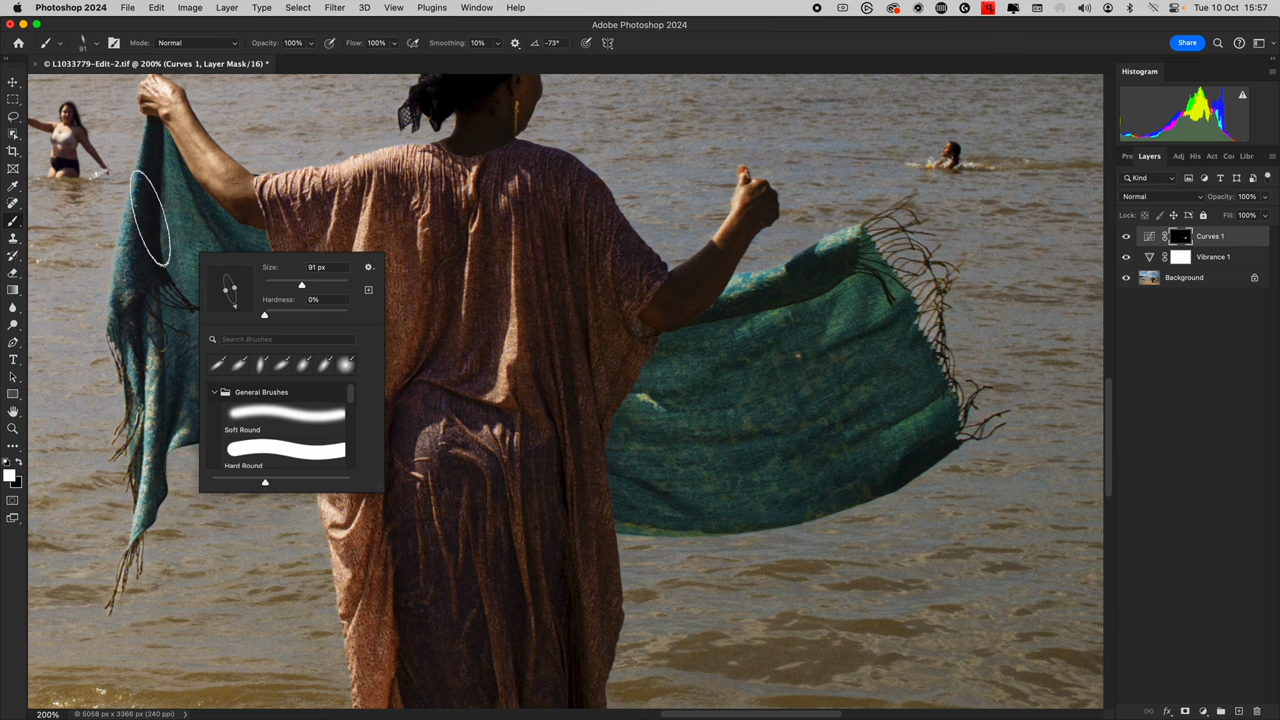 Photoshop 2024 File Edit Image Layer Type Select Filter 3D View Plugins Window Help Tue 10 Oct 15:57
Adobe Photoshop 2024
91 Mode: Normal Opacity: 100% Flow: 100% Smoothing: 10% -73° Share
© L1033779-Edit-2.tif @ 200% (Curves 1, Layer Mask/16) *
Histogram
Pro Layers Adj His Act Co Libr
Kind
Normal Opacity: 100%
Lock: Fill: 100%
Curves 1
Vibrance 1
Background
Size: 91 px
Hardness: 0%
Search Brushes
General Brushes
Soft Round
Hard Round
200% © 5058 px x 3366 px (240 ppi)